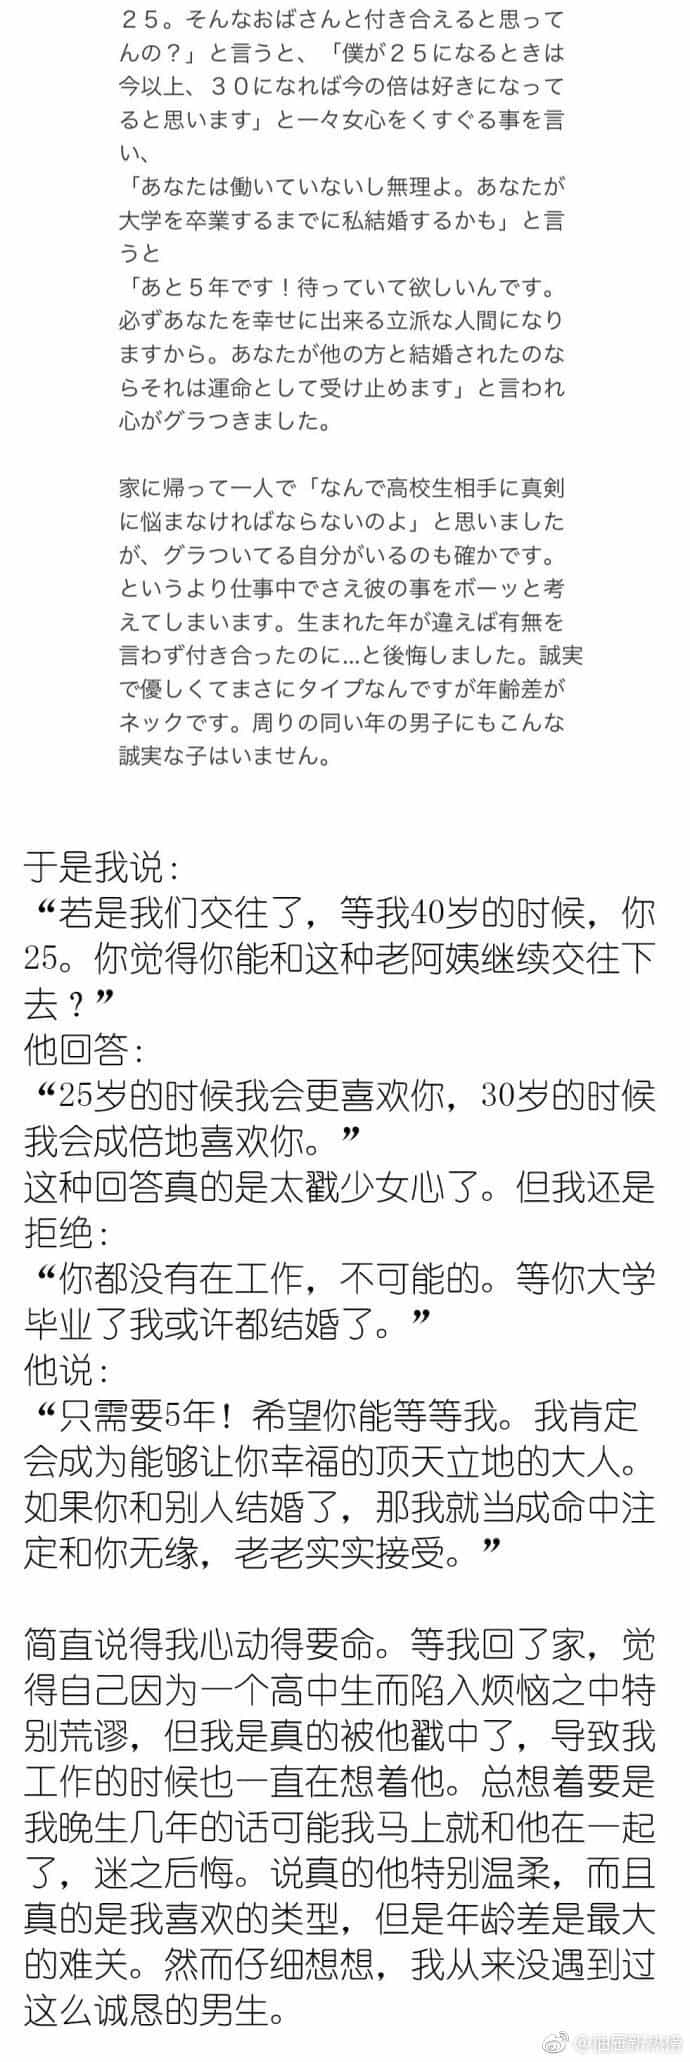 ２５。そんなおばさんと付き合えると思って
んの？」と言うと、「僕が２５になるときは
今以上、３０になれば今の倍は好きになって
ると思います」と一々女心をくすぐる事を言
い、
「あなたは働いていないし無理よ。あなたが
大学を卒業するまでに私結婚するかも」と言
うと
「あと５年です！待っていて欲しいんです。
必ずあなたを幸せに出来る立派な人間になり
ますから。あなたが他の方と結婚されたのな
らそれは運命として受け止めます」と言われ
心がグラつきました。
家に帰って一人で「なんで高校生相手に真剣
に悩まなければならないのよ」と思いました
が、グラついてる自分がいるのも確かです。
というより仕事中でさえ彼の事をボーッと考
えてしまいます。生まれた年が違えば有無を
言わず付き合ったのに...と後悔しました。誠実
で優しくてまさにタイプなんですが年齢差が
ネックです。周りの同い年の男子にもこんな
誠実な子はいません。
于是我说：
“若是我们交往了，等我40岁的时候，你
25。你觉得你能和这种老阿姨继续交往下
去？”
他回答：
“25岁的时候我会更喜欢你，30岁的时候
我会成倍地喜欢你。”
这种回答真的是太戳少女心了。但我还是
拒绝：
“你都没有在工作，不可能的。等你大学
毕业了我或许都结婚了。”
他说：
“只需要5年！希望你能等等我。我肯定
会成为能够让你幸福的顶天立地的大人。
如果你和别人结婚了，那我就当成命中注
定和你无缘，老老实实接受。”
简直说得我心动得要命。等我回了家，觉
得自己因为一个高中生而陷入烦恼之中特
别荒谬，但我是真的被他戳中了，导致我
工作的时候也一直在想着他。总想着要是
我晚生几年的话可能我马上就和他在一起
了，迷之后悔。说真的他特别温柔，而且
真的是我喜欢的类型，但是年龄差是最大
的难关。然而仔细想想，我从来没遇到过
这么诚恳的男生。
@抽屉新热榜